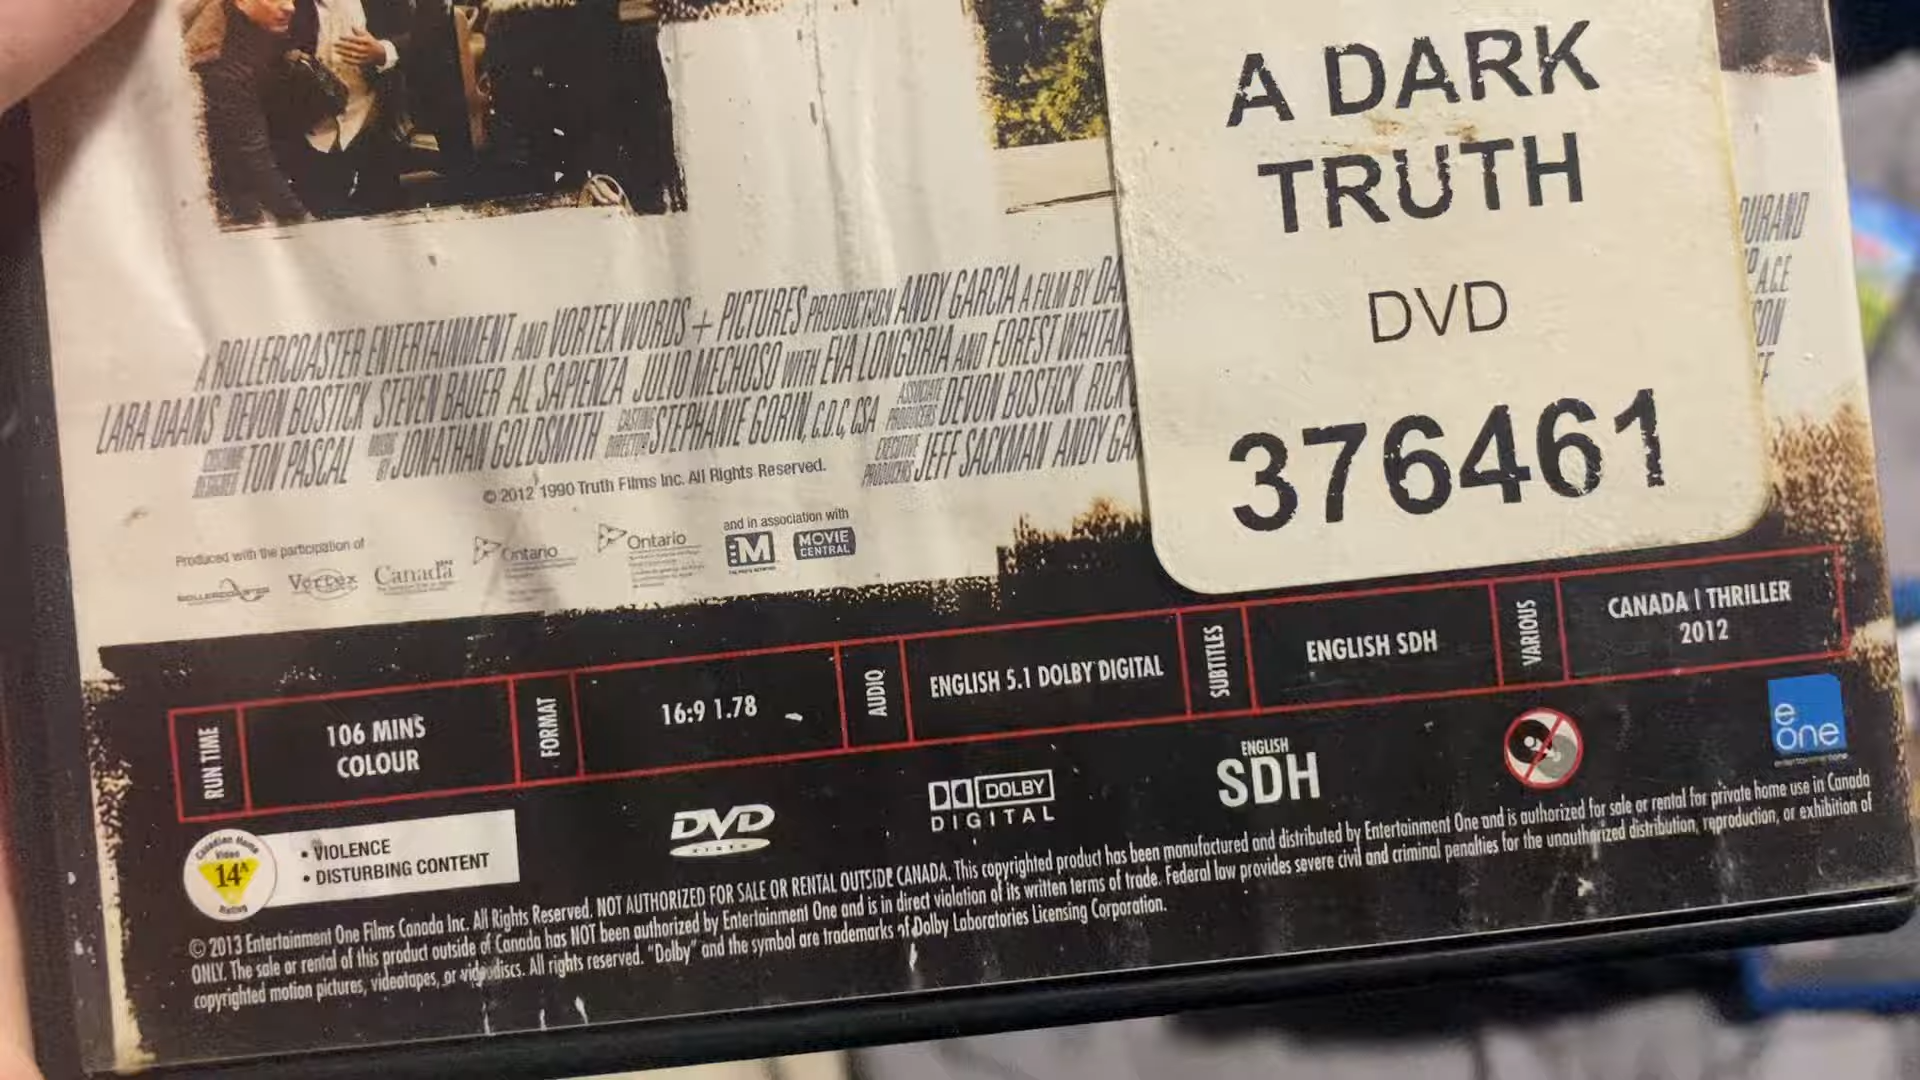 A DARK
TRUTH
DVD
376461
DURAND
A ROLLERCOASTER ENTERTAINMENT AND VORTEX WORDS + PICTURES PRODUCTION ANDY GARCIA A FILM BY DA
LARA DAANS DEVON BOSTICK STEVEN BAUER AL SAPIENZA JULIO MECHOSO WITH EVA LONGORIA AND FOREST WHITAK
COSTUME DESIGNER TON PASCAL MUSIC BY JONATHAN GOLDSMITH CASTING DIRECTOR STEPHANIE GORIN, C.D.C, CSA ASSOCIATE PRODUCERS DEVON BOSTICK RICK
EXECUTIVE PRODUCERS JEFF SACKMAN ANDY GA
© 2012 1990 Truth Films Inc. All Rights Reserved.
Produced with the participation of
and in association with
ROLLERCOASTER Vortex Canada Ontario Ontario M MOVIE CENTRAL
RUN TIME
106 MINS
COLOUR
FORMAT
16:9 1.78
AUDIO
ENGLISH 5.1 DOLBY DIGITAL
SUBTITLES
ENGLISH SDH
VARIOUS
CANADA | THRILLER
2012
Canadian Home
Video
14A
Rating
• VIOLENCE
• DISTURBING CONTENT
DVD
VIDEO
DOLBY
DIGITAL
ENGLISH
SDH
e
one
© 2013 Entertainment One Films Canada Inc. All Rights Reserved. NOT AUTHORIZED FOR SALE OR RENTAL OUTSIDE CANADA. This copyrighted product has been manufactured and distributed by Entertainment One and is authorized for sale or rental for private home use in Canada
ONLY. The sale or rental of this product outside of Canada has NOT been authorized by Entertainment One and is in direct violation of its written terms of trade. Federal law provides severe civil and criminal penalties for the unauthorized distribution, reproduction, or exhibition of
copyrighted motion pictures, videotapes, or videodiscs. All rights reserved. "Dolby" and the symbol are trademarks of Dolby Laboratories Licensing Corporation.